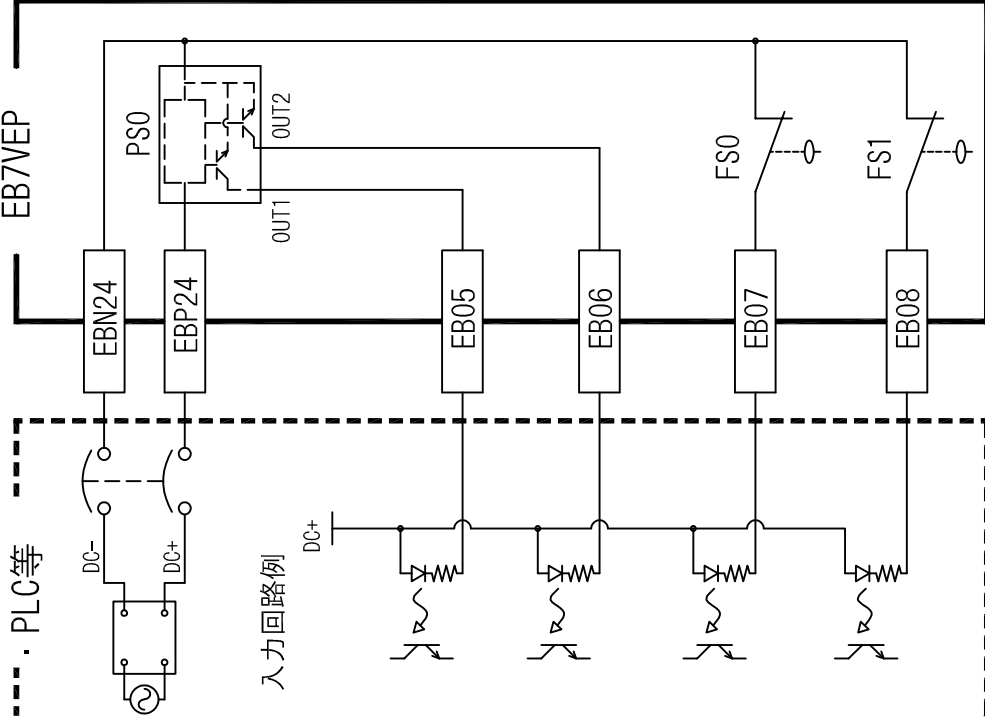 EB7VEP
PS0
OUT2
OUT1
FS0
FS1
EBN24
EBP24
EB05
EB06
EB07
EB08
・PLC等
DC-
DC+
入力回路例
DC+